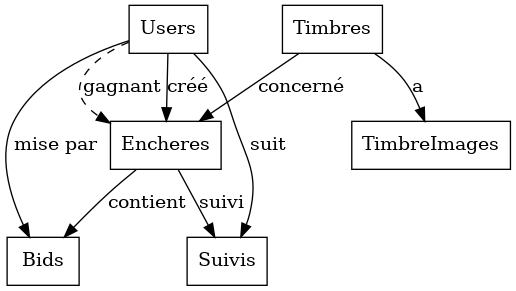 Users
Timbres
gagnant
créé
concerné
a
mise par
Encheres
suit
TimbreImages
contient
suivi
Bids
Suivis